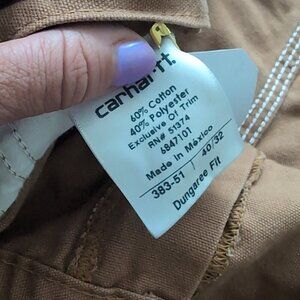 carhartt
60% Cotton
40% Polyester
Exclusive Of Trim
RN# 51374
6847101
Made in Mexico
383-51 40/32
Dungaree Fit